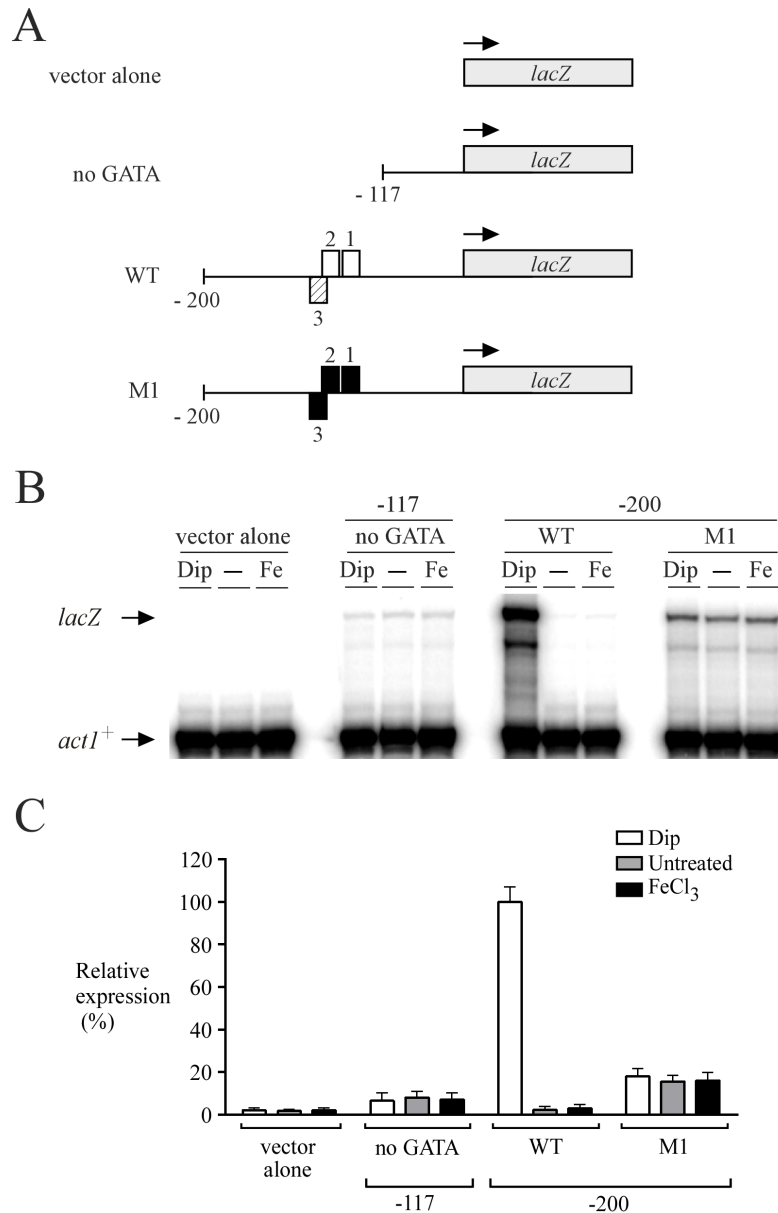 A
vector alone
lacZ
no GATA
lacZ
- 117
2 1
WT
lacZ
- 200
3
2 1
M1
lacZ
- 200
3
B
-117
-200
vector alone
no GATA
WT
M1
Dip — Fe
Dip — Fe
Dip — Fe
Dip — Fe
lacZ
act1+
C
Dip
Untreated
FeCl3
120
100
80
60
40
20
0
Relative
expression
(%)
vector
alone
no GATA
WT
M1
-117
-200